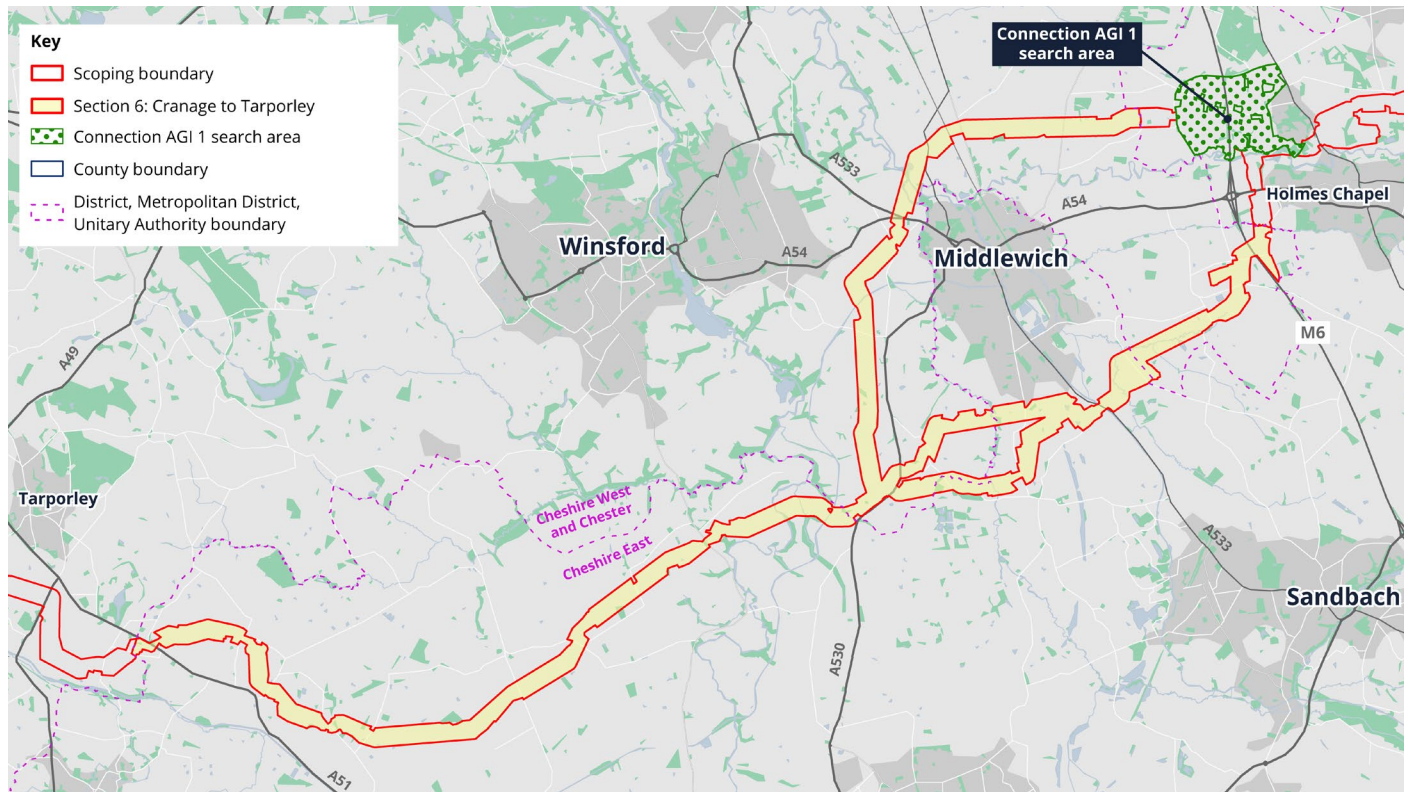 Key
Scoping boundary
Section 6: Cranage to Tarporley
Connection AGI 1 search area
County boundary
District, Metropolitan District,
Unitary Authority boundary
Connection AGI 1
search area
A533
Holmes Chapel
A54
Winsford
A54
Middlewich
M6
A49
Tarporley
Cheshire West
and Chester
Cheshire East
A533
Sandbach
A530
A51